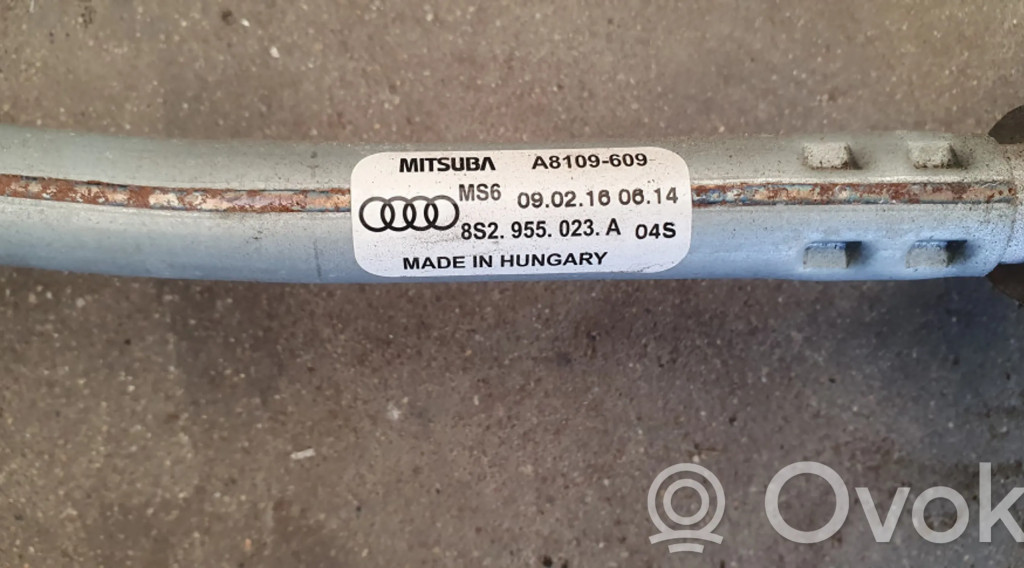 MITSUBA A8109-609
MS6 09.02.16 06.14
8S2. 955. 023. A 04S
MADE IN HUNGARY
Ovok